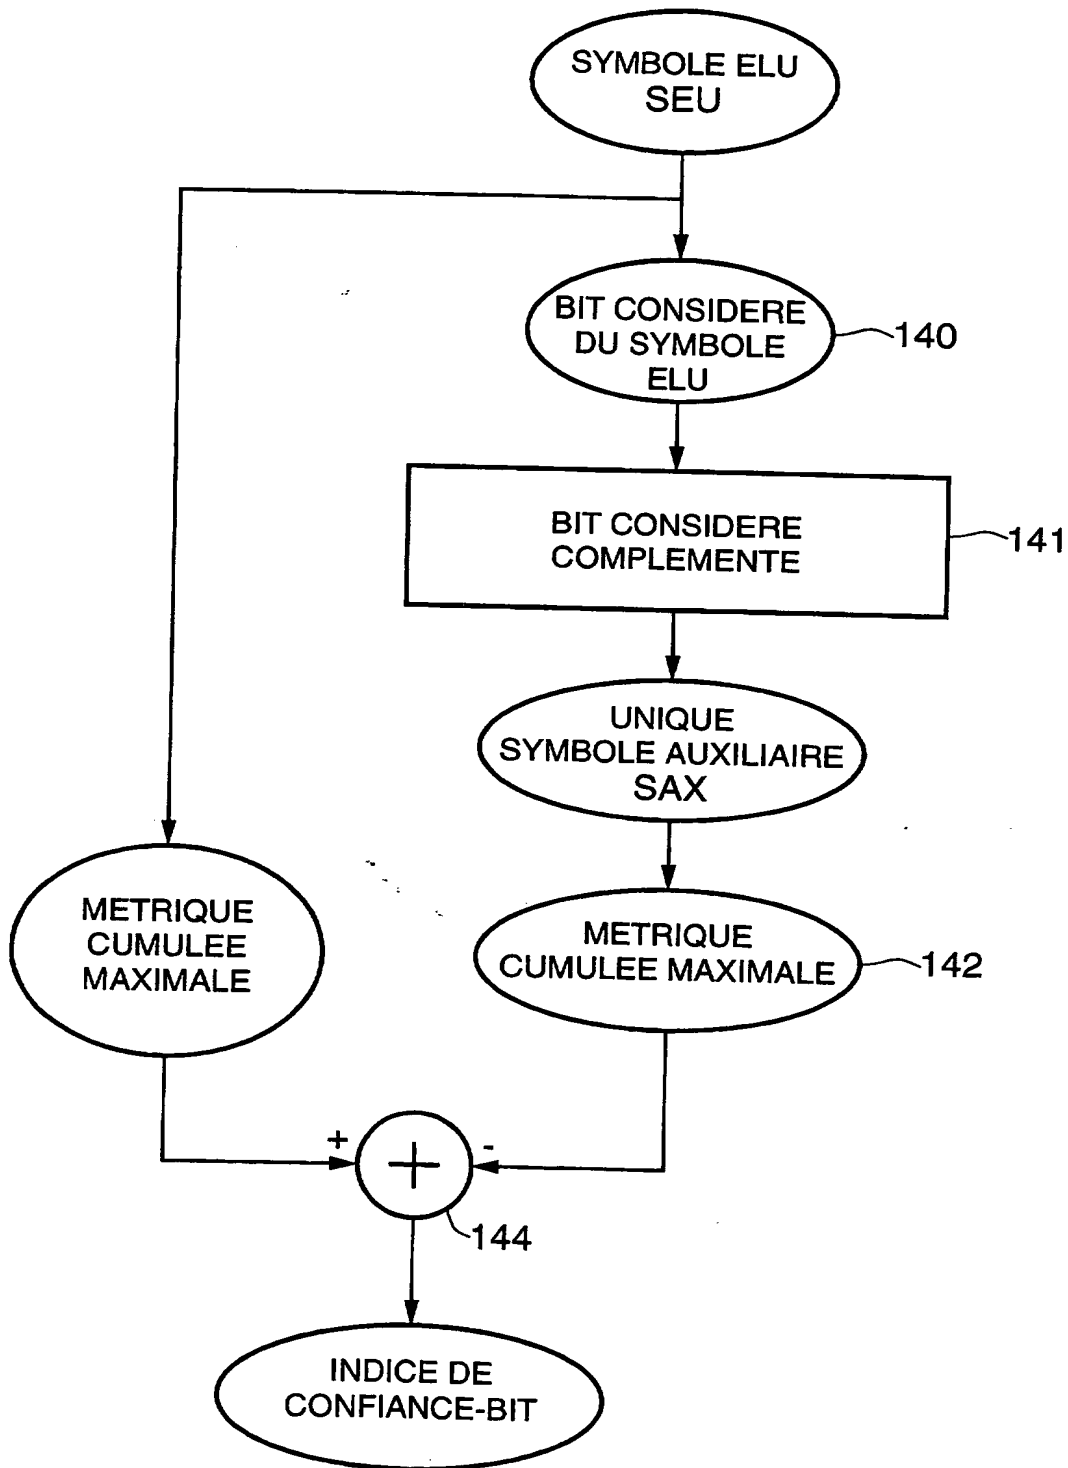 SYMBOLE ELU
SEU
BIT CONSIDERE
DU SYMBOLE
ELU
140
BIT CONSIDERE
COMPLEMENTE
141
UNIQUE
SYMBOLE AUXILIAIRE
SAX
METRIQUE
CUMULEE
MAXIMALE
METRIQUE
CUMULEE MAXIMALE
142
+
-
+
144
INDICE DE
CONFIANCE-BIT